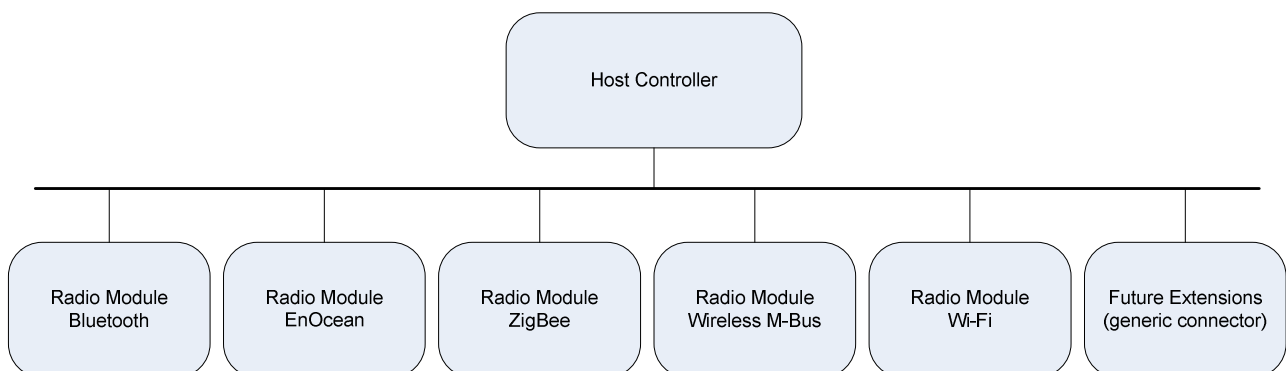 Host Controller
Radio Module
Bluetooth
Radio Module
EnOcean
Radio Module
ZigBee
Radio Module
Wireless M-Bus
Radio Module
Wi-Fi
Future Extensions
(generic connector)